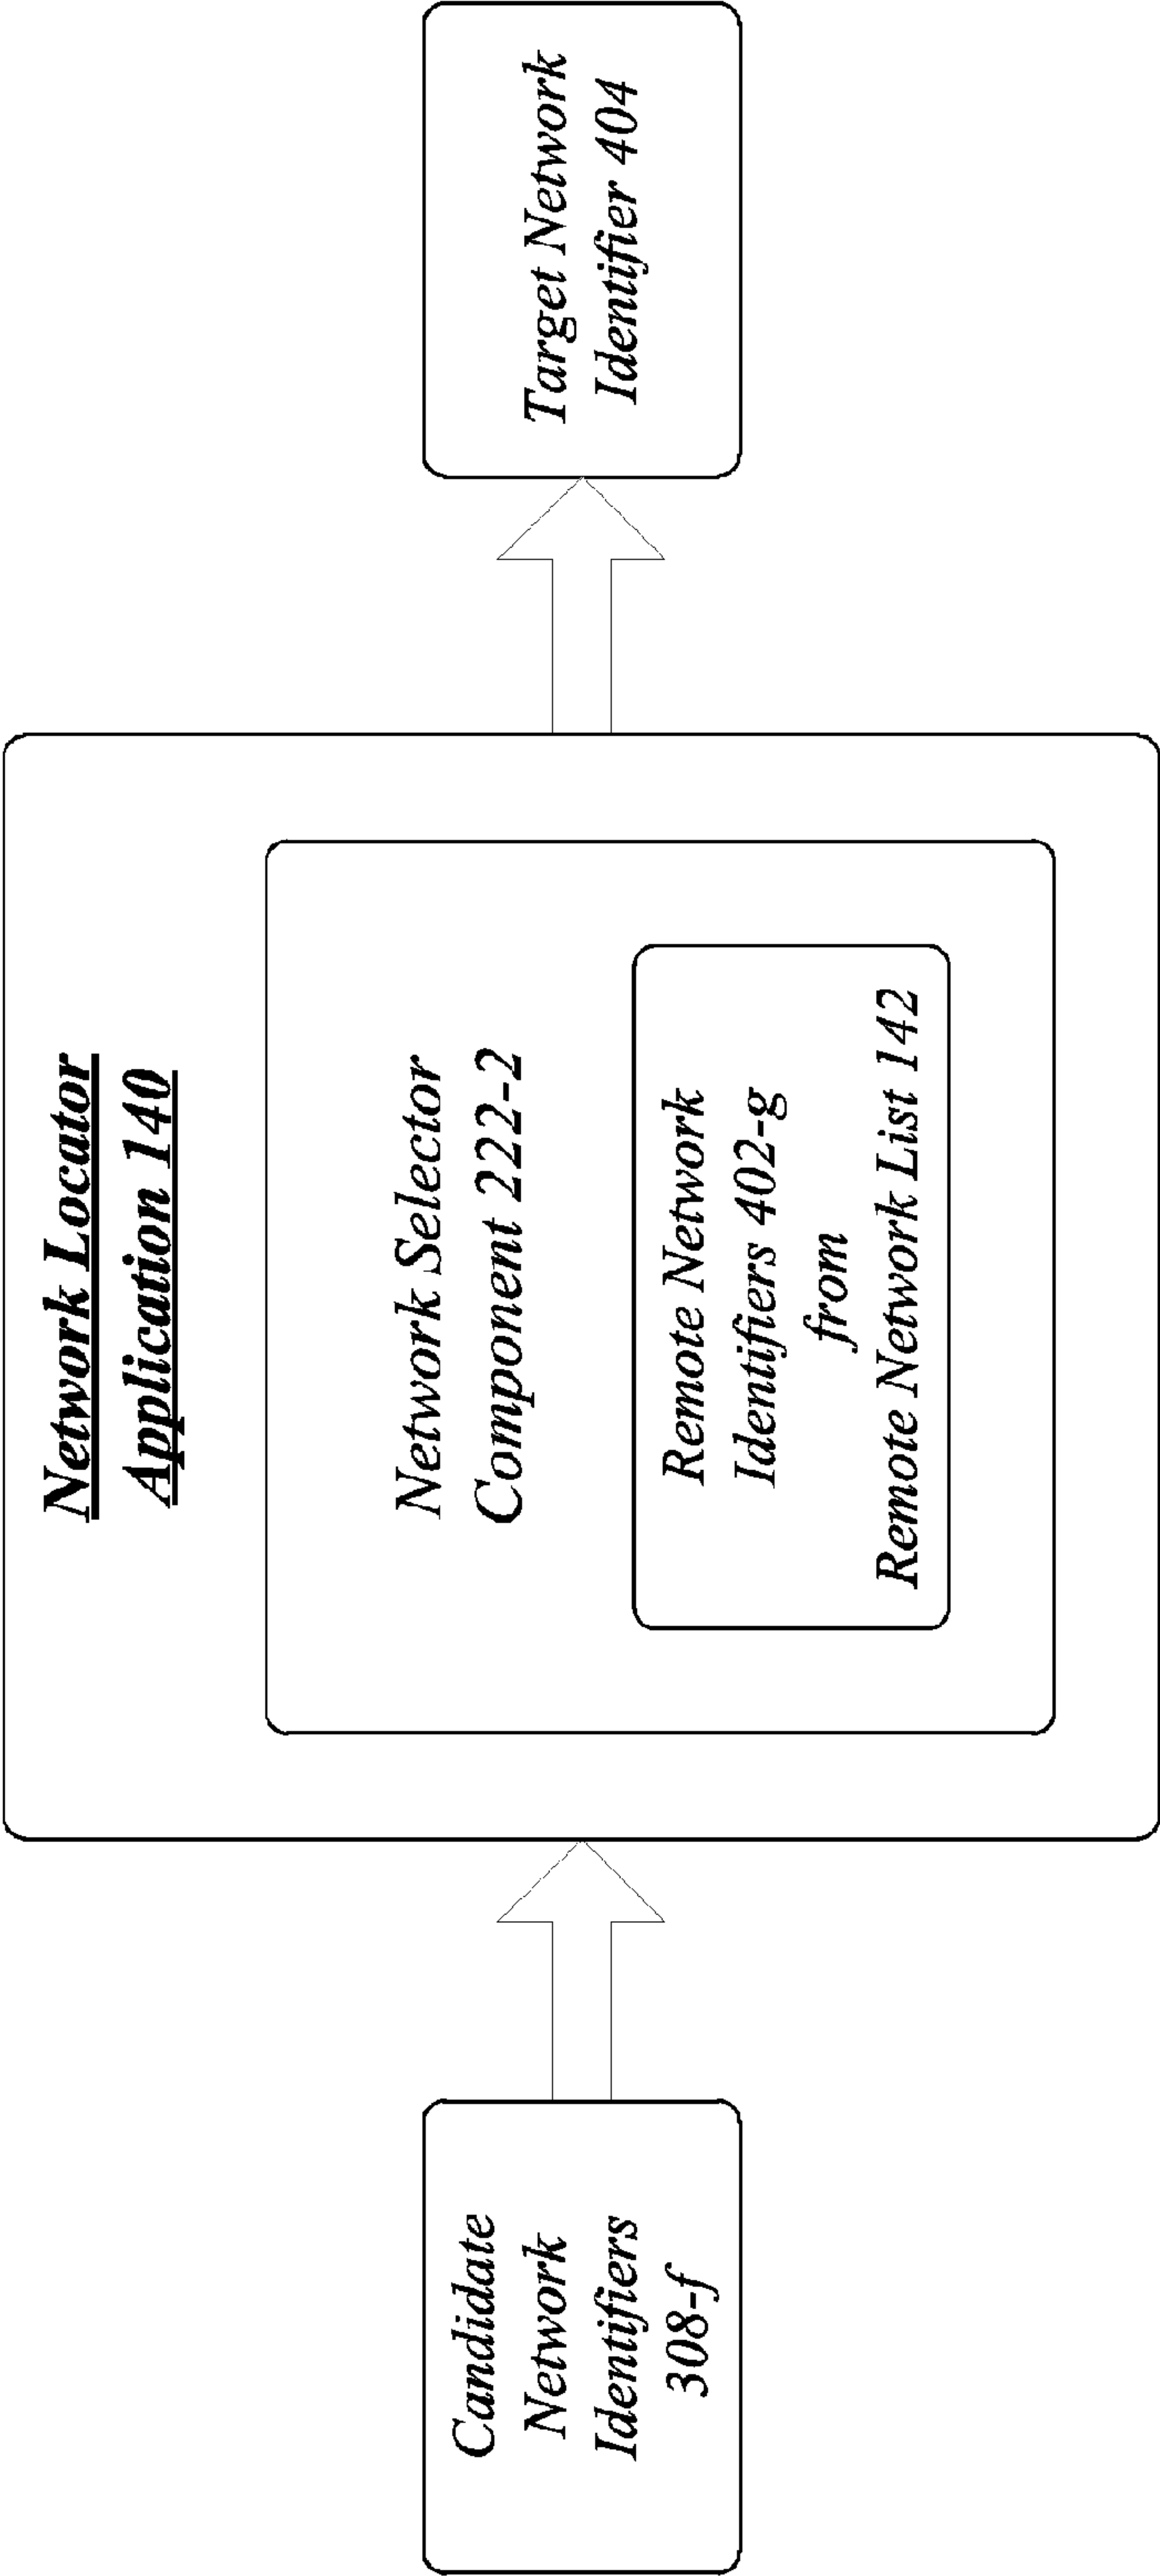 Network Locator
Application 140
Candidate
Network
Identifiers
308-f
Network Selector
Component 222-2
Remote Network
Identifiers 402-g
from
Remote Network List 142
Target Network
Identifier 404